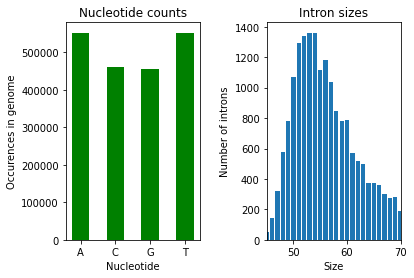 Nucleotide counts
Occurences in genome
500000
400000
300000
200000
100000
0
A C G T
Nucleotide
Intron sizes
Number of introns
1400
1200
1000
800
600
400
200
0
50 60 70
Size